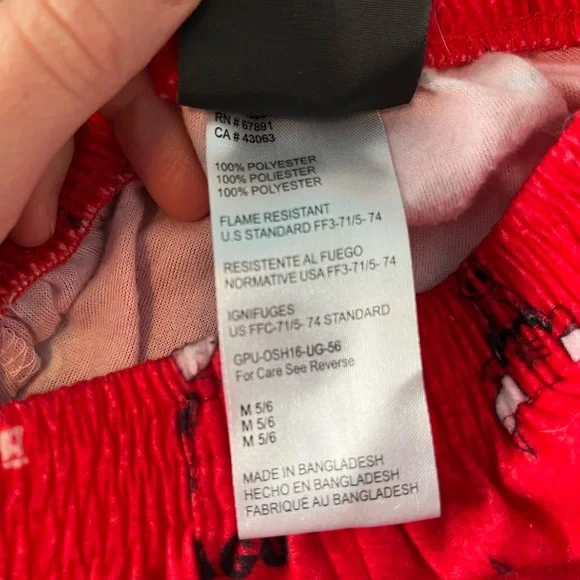 RN # 67891
CA # 43063
100% POLYESTER
100% POLIESTER
100% POLYESTER
FLAME RESISTANT
U.S STANDARD FF3-71/5- 74
RESISTENTE AL FUEGO
NORMATIVE USA FF3-71/5- 74
IGNIFUGES
US FFC-71/5- 74 STANDARD
GPU-OSH16-UG-56
For Care See Reverse
M 5/6
M 5/6
M 5/6
MADE IN BANGLADESH
HECHO EN BANGLADESH
FABRIQUÉ AU BANGLADESH